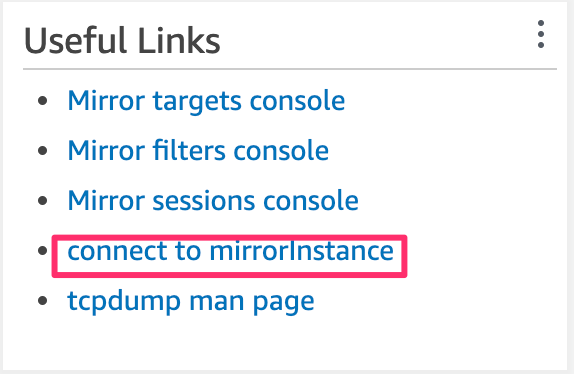 Useful Links
Mirror targets console
Mirror filters console
Mirror sessions console
connect to mirrorInstance
tcpdump man page